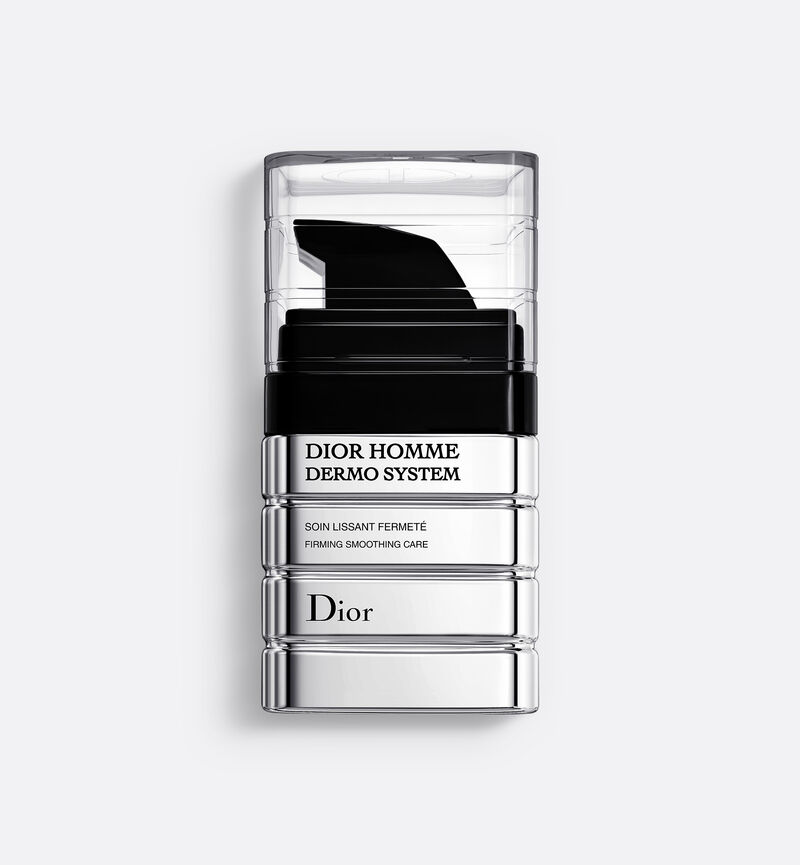 DIOR HOMME
DERMO SYSTEM
SOIN LISSANT FERMETÉ
FIRMING SMOOTHING CARE
Dior